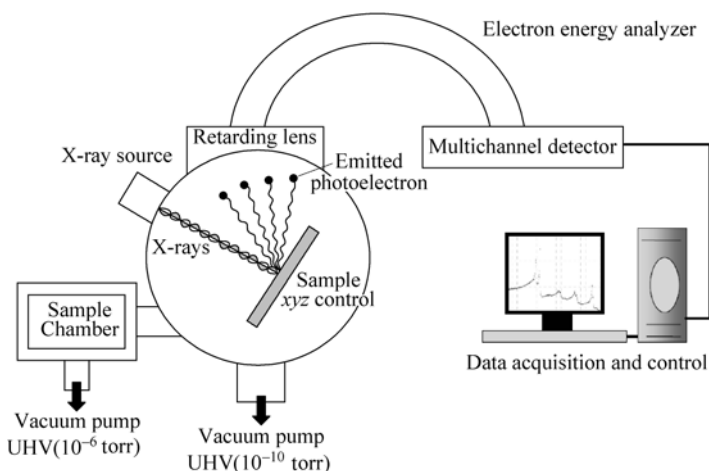 Electron energy analyzer
Retarding lens
Multichannel detector
X-ray source
Emitted
photoelectron
X-rays
Sample
xyz control
Sample
Chamber
Data acquisition and control
Vacuum pump
UHV(10⁻⁶ torr)
Vacuum pump
UHV(10⁻¹⁰ torr)